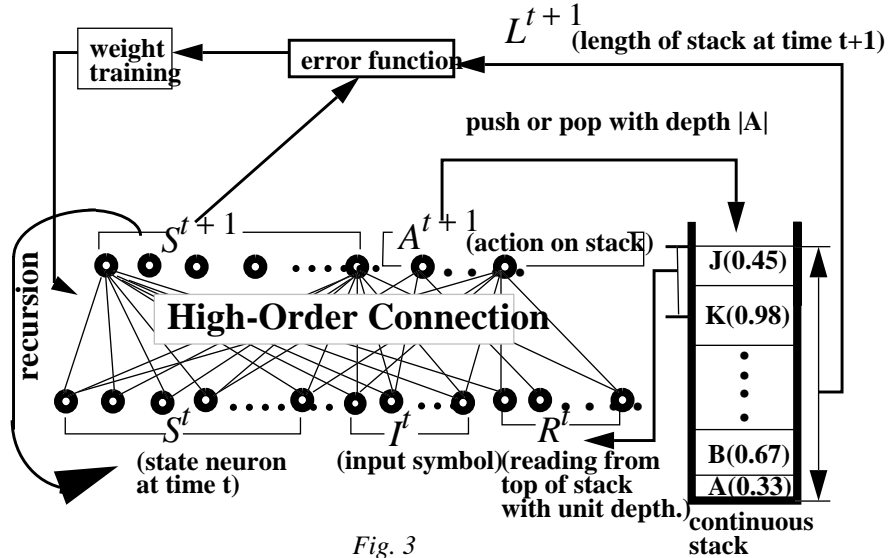 L^{t+1}
(length of stack at time t+1)
weight
training
error function
push or pop with depth |A|
S^{t+1}
A^{t+1}
(action on stack)
J(0.45)
K(0.98)
High-Order Connection
recursion
B(0.67)
A(0.33)
S^t
I^t
R^t
(state neuron
at time t)
(input symbol)
(reading from
top of stack
with unit depth.)
continuous
stack
Fig. 3